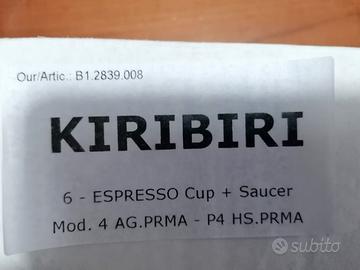 Our/Artic.: B1.2839.008
KIRIBIRI
6 - ESPRESSO Cup + Saucer
Mod. 4 AG.PRMA - P4 HS.PRMA
subito